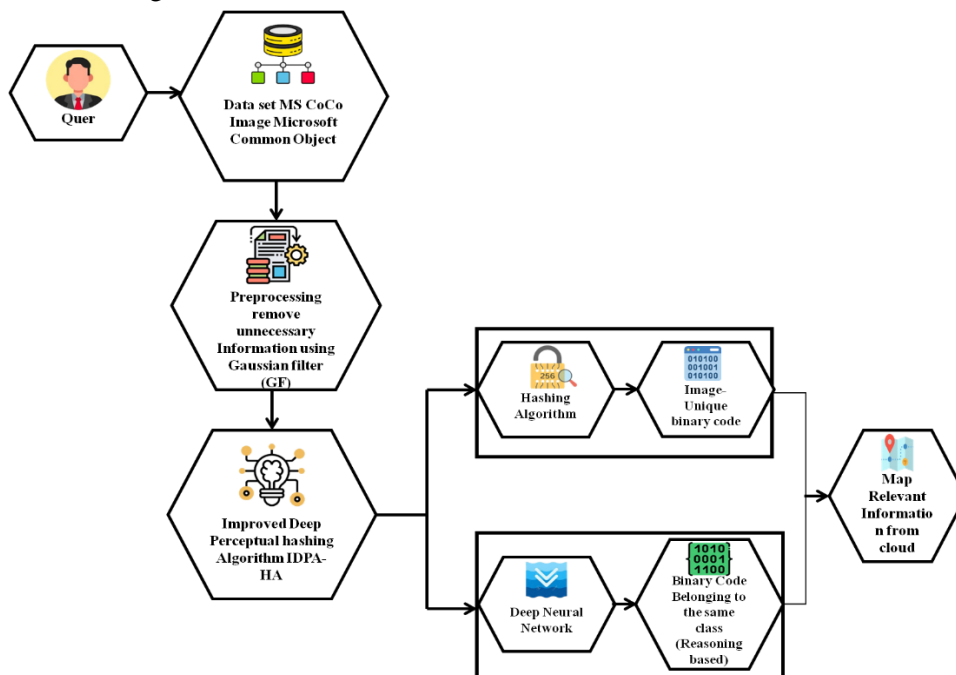 Quer
Data set MS CoCo
Image Microsoft
Common Object
Preprocessing
remove
unnecessary
Information using
Gaussian filter
(GF)
Improved Deep
Perceptual hashing
Algorithm IDPA-
HA
256
Hashing
Algorithm
010100
001001
010100
Image-
Unique
binary code
Deep Neural
Network
1010
0001
1100
Binary Code
Belonging to
the same
class
(Reasoning
based)
Map
Relevant
Informatio
n from
cloud